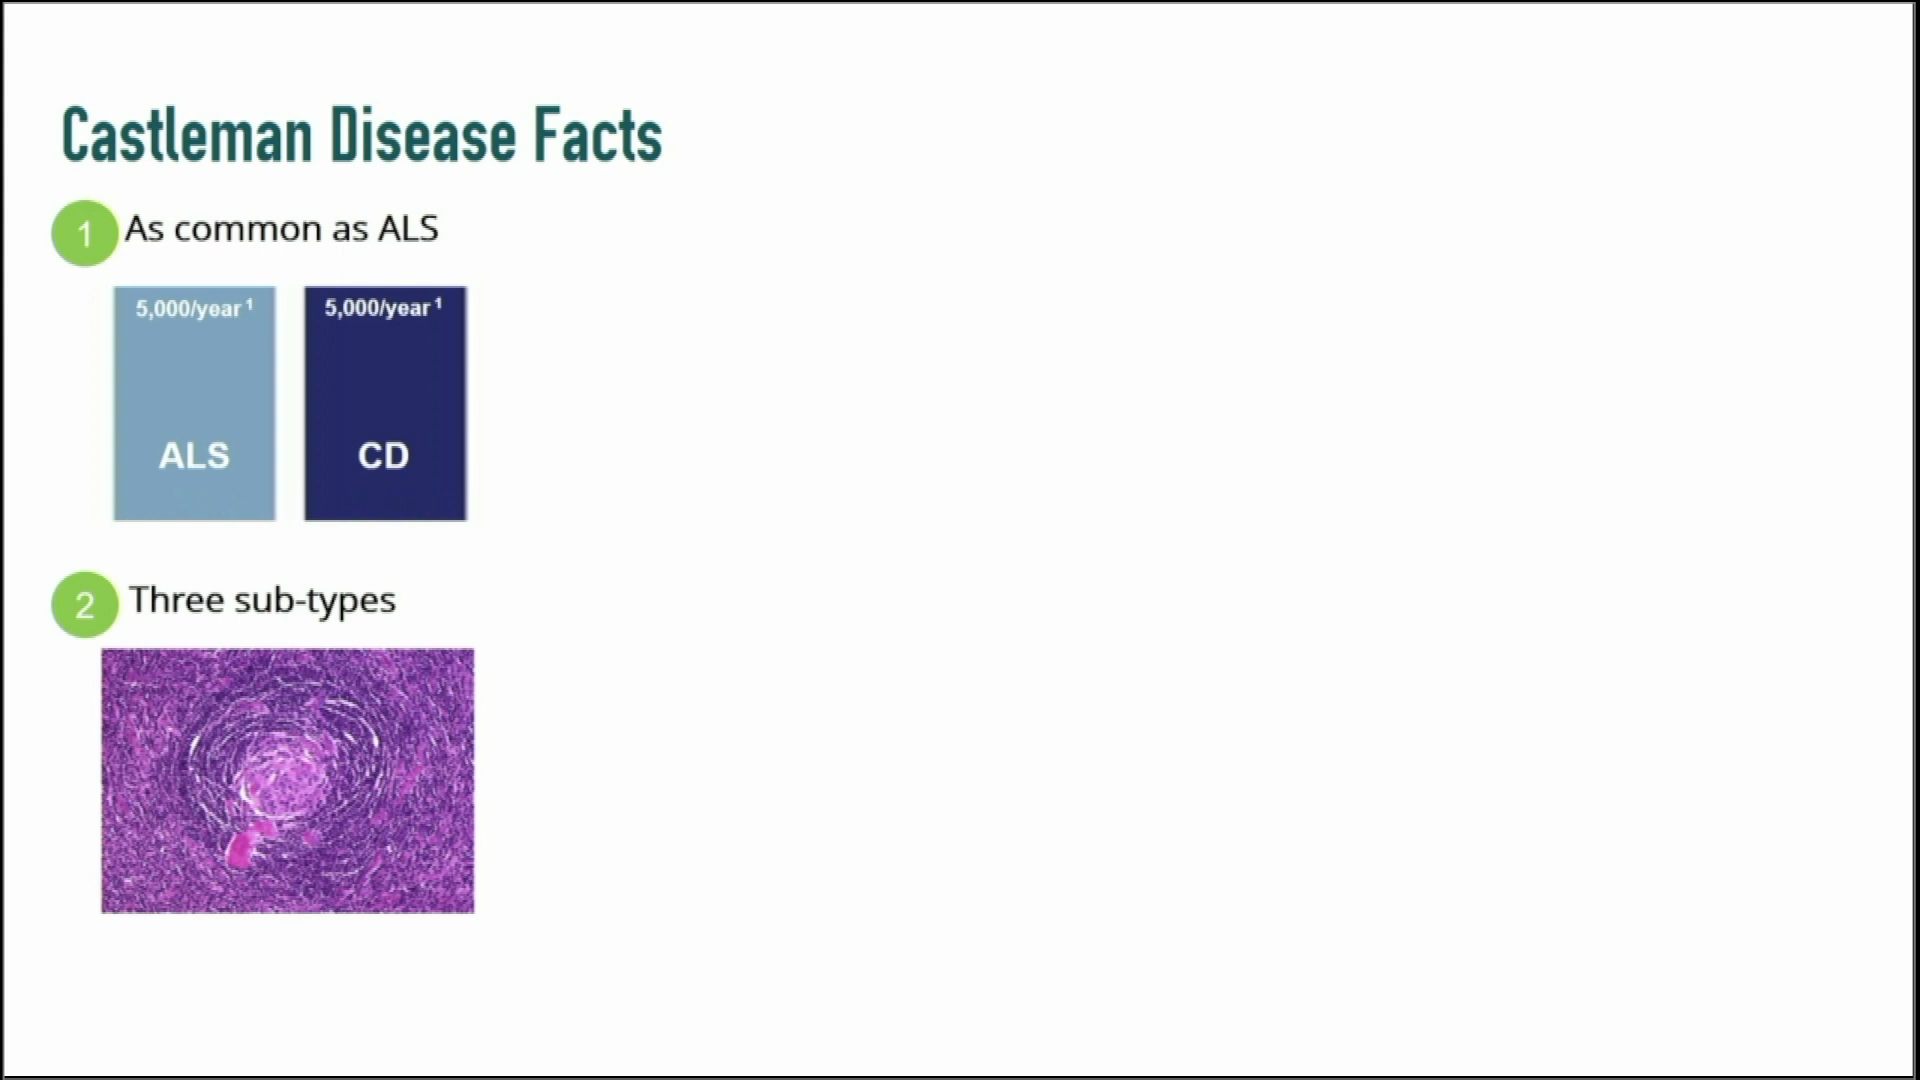 Castleman Disease Facts
1 As common as ALS
5,000/year ¹ 5,000/year ¹
ALS CD
2 Three sub-types